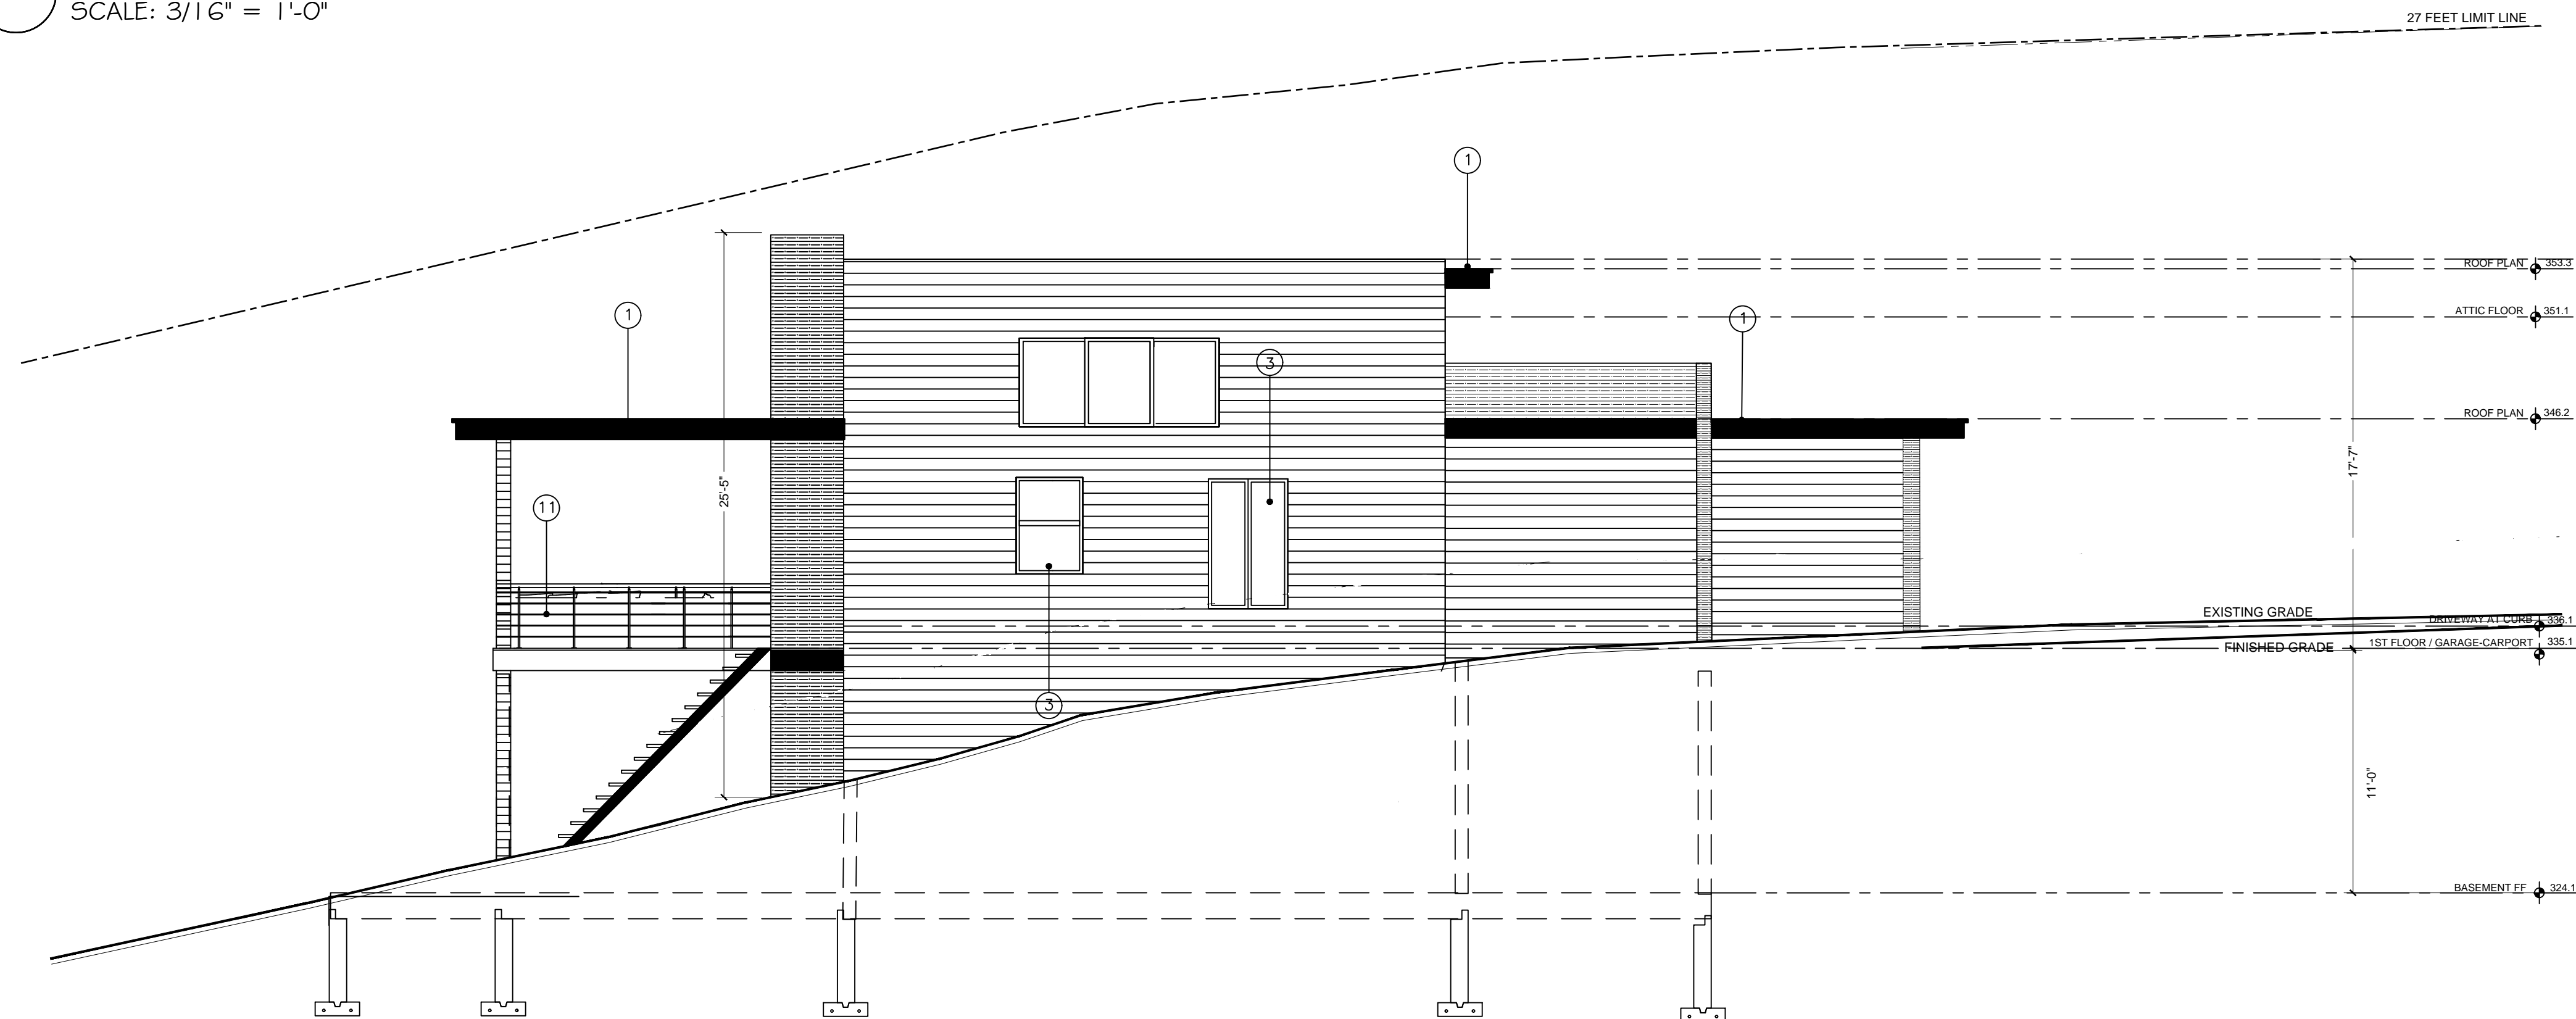 SCALE: 3/16" = 1'-0"
27 FEET LIMIT LINE
1
ROOF PLAN 353.3
ATTIC FLOOR 351.1
1
1
3
ROOF PLAN 346.2
17'-7"
25'-5"
11
EXISTING GRADE
DRIVEWAY AT CURB 336.1
1ST FLOOR / GARAGE-CARPORT 335.1
FINISHED GRADE
3
11'-0"
BASEMENT FF 324.1